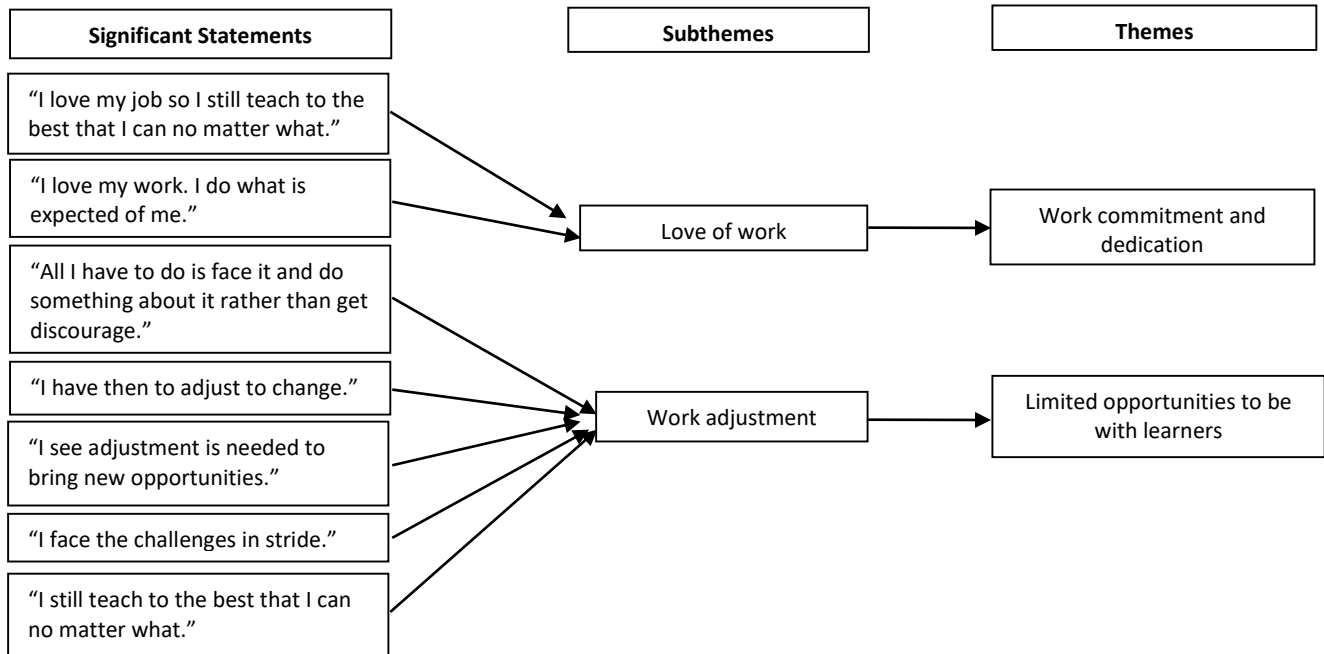 Significant Statements
Subthemes
Themes
“I love my job so I still teach to the
best that I can no matter what.”
“I love my work. I do what is
expected of me.”
Love of work
Work commitment and
dedication
“All I have to do is face it and do
something about it rather than get
discourage.”
“I have then to adjust to change.”
Work adjustment
Limited opportunities to be
with learners
“I see adjustment is needed to
bring new opportunities.”
“I face the challenges in stride.”
“I still teach to the best that I can
no matter what.”